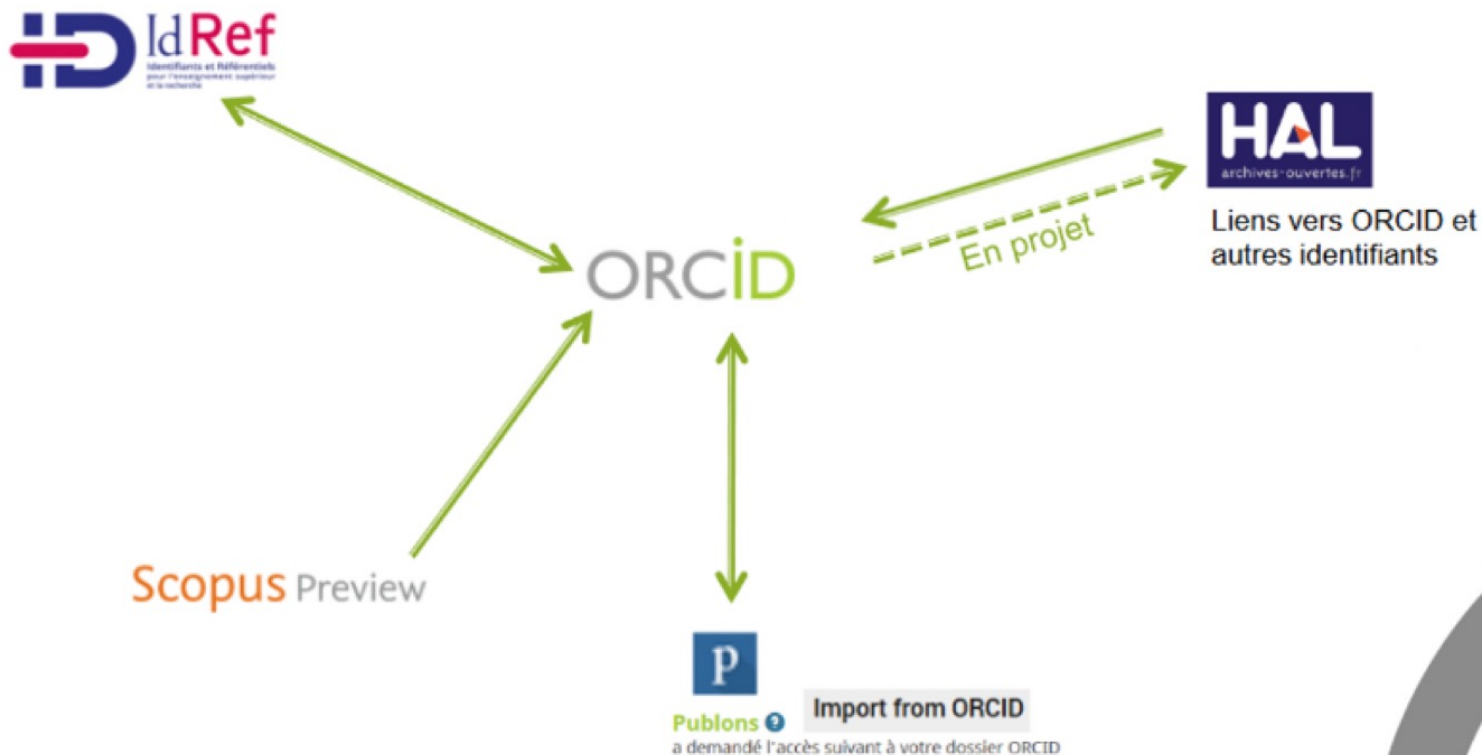 IdRef
Identifiants et Référentiels
pour l'enseignement supérieur
et la recherche
HAL
archives-ouvertes.fr
Liens vers ORCID et
autres identifiants
En projet
ORCID
Scopus Preview
p
Publons ?
Import from ORCID
a demandé l'accès suivant à votre dossier ORCID